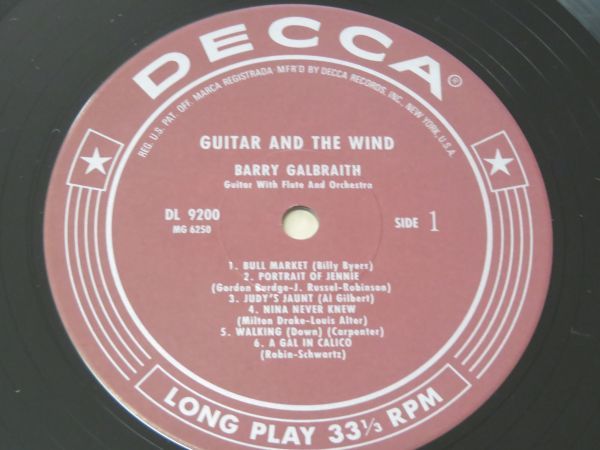 DECCA®
REG. U.S. PAT. OFF. MARCA REGISTRADA · MFR'D BY DECCA RECORDS, INC., NEW YORK, U.S.A.
GUITAR AND THE WIND
BARRY GALBRAITH
Guitar With Flute And Orchestra
DL 9200
MG 6250
SIDE 1
1. BULL MARKET (Billy Byers)
2. PORTRAIT OF JENNIE
(Gordon Burdge-J. Russel-Robinson)
3. JUDY'S JAUNT (Al Gilbert)
4. NINA NEVER KNEW
(Milton Drake-Louis Alter)
5. WALKING (Down) (Carpenter)
6. A GAL IN CALICO
(Robin-Schwartz)
LONG PLAY 33⅓ RPM